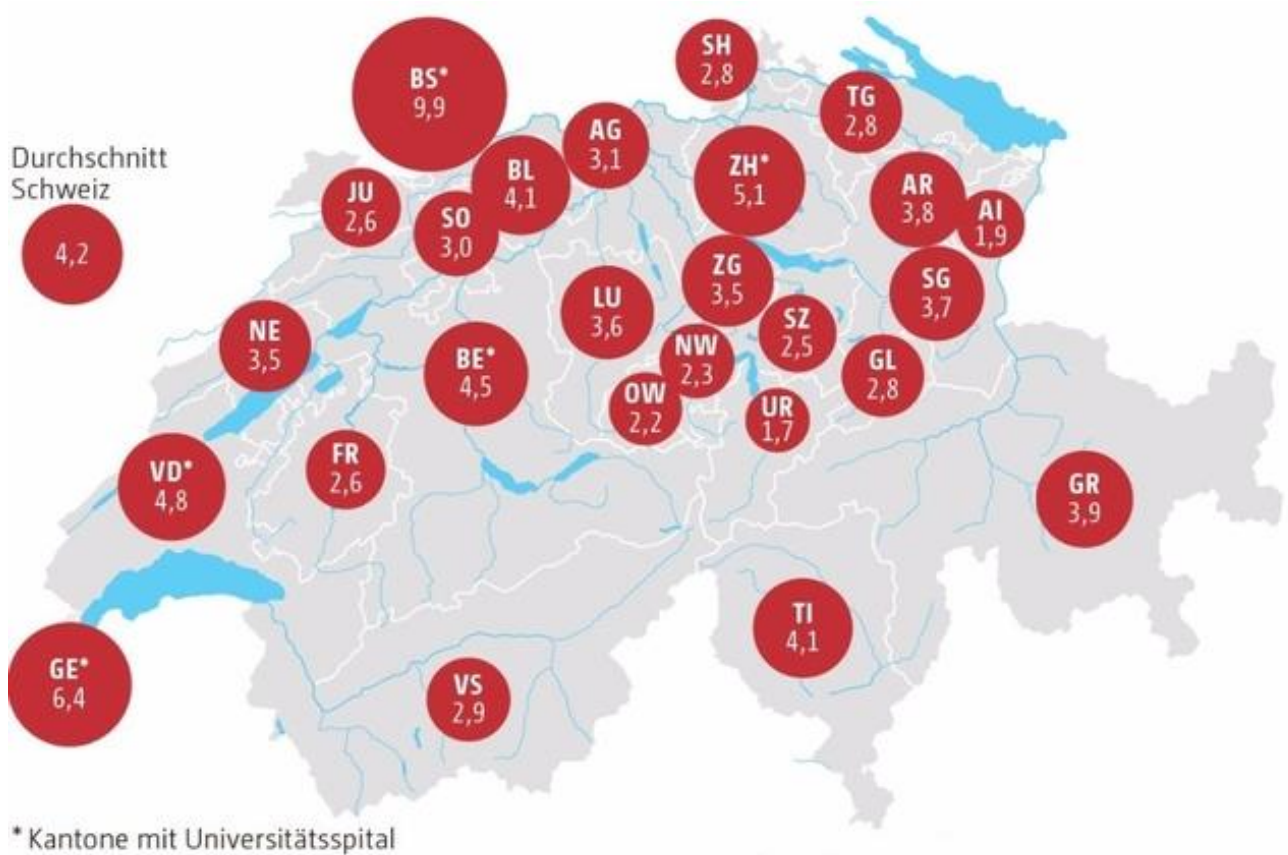 SH
2,8
BS*
9,9
TG
2,8
AG
3,1
Durchschnitt
Schweiz
4,2
BL
4,1
ZH*
5,1
JU
2,6
SO
3,0
AR
3,8
AI
1,9
ZG
3,5
SG
3,7
LU
3,6
SZ
2,5
NE
3,5
BE*
4,5
NW
2,3
GL
2,8
OW
2,2
UR
1,7
VD*
4,8
FR
2,6
GR
3,9
TI
4,1
GE*
6,4
VS
2,9
* Kantone mit Universitätsspital